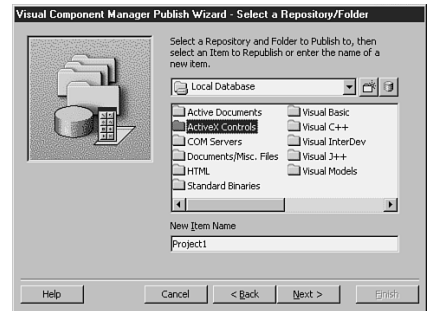 Visual Component Manager Publish Wizard - Select a Repository/Folder
Select a Repository and Folder to Publish to, then
select an Item to Republish or enter the name of a
new item.
Local Database
Active Documents
ActiveX Controls
COM Servers
Documents/Misc. Files
HTML
Standard Binaries
Visual Basic
Visual C++
Visual InterDev
Visual J++
Visual Models
New Item Name
Project1
Help Cancel < Back Next > Finish